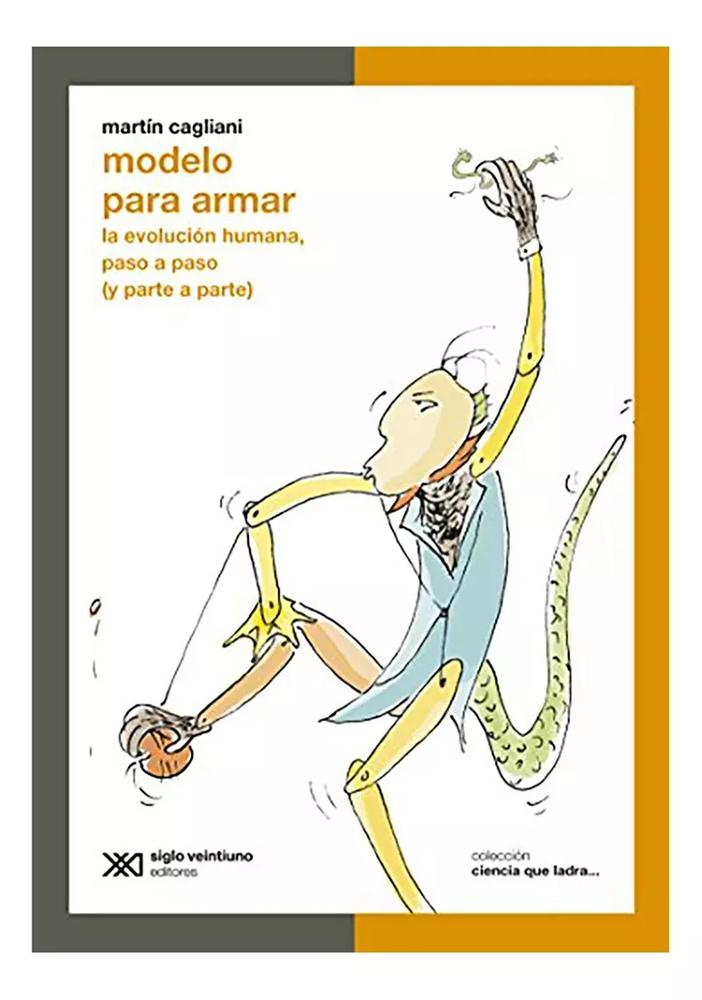 martín cagliani
modelo
para armar
la evolución humana,
paso a paso
(y parte a parte)
siglo veintiuno
editores
colección
ciencia que ladra...